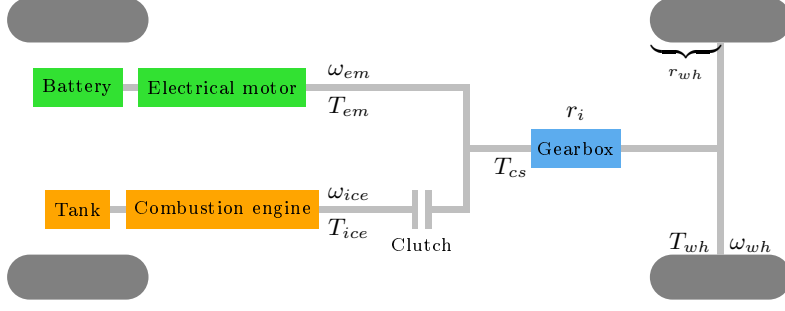 r_wh
Battery
Electrical motor
ω_em
T_em
r_i
Gearbox
T_cs
Tank
Combustion engine
ω_ice
T_ice
Clutch
T_wh
ω_wh